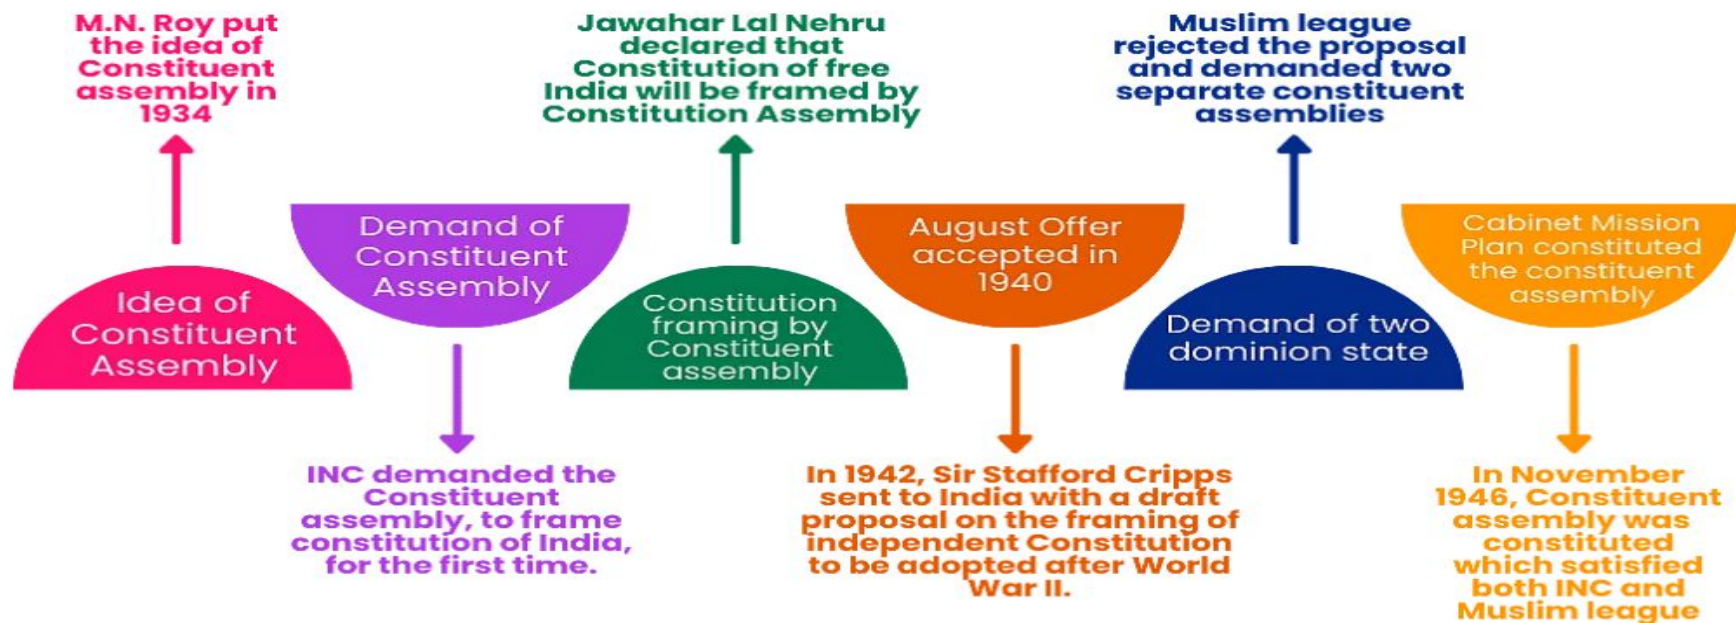 M.N. Roy put
the idea of
Constituent
assembly in
1934
Idea of
Constituent
Assembly
Demand of
Constituent
Assembly
INC demanded the
Constituent
assembly, to frame
constitution of India,
for the first time.
Jawahar Lal Nehru
declared that
Constitution of free
India will be framed by
Constitution Assembly
Constitution
framing by
Constituent
assembly
August Offer
accepted in
1940
In 1942, Sir Stafford Cripps
sent to India with a draft
proposal on the framing of
independent Constitution
to be adopted after World
War II.
Muslim league
rejected the proposal
and demanded two
separate constituent
assemblies
Demand of two
dominion state
Cabinet Mission
Plan constituted
the constituent
assembly
In November
1946, Constituent
assembly was
constituted
which satisfied
both INC and
Muslim league